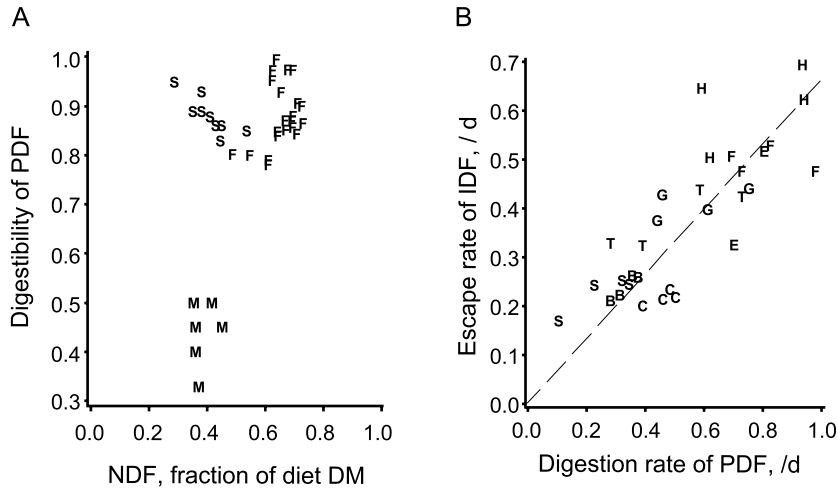 A
Digestibility of PDF
1.0
0.9
0.8
0.7
0.6
0.5
0.4
0.3
S S S S S S S S S
F F F F F F F F F F F F F F F F F F F F F F
M M M M M M
0.0 0.2 0.4 0.6 0.8 1.0
NDF, fraction of diet DM
B
Escape rate of IDF, / d
0.7
0.6
0.5
0.4
0.3
0.2
0.1
0.0
H H H H
F F F F
E E
T T T T
G G G G
S S S S
B B B B
C C C C
0.0 0.2 0.4 0.6 0.8 1.0
Digestion rate of PDF, /d